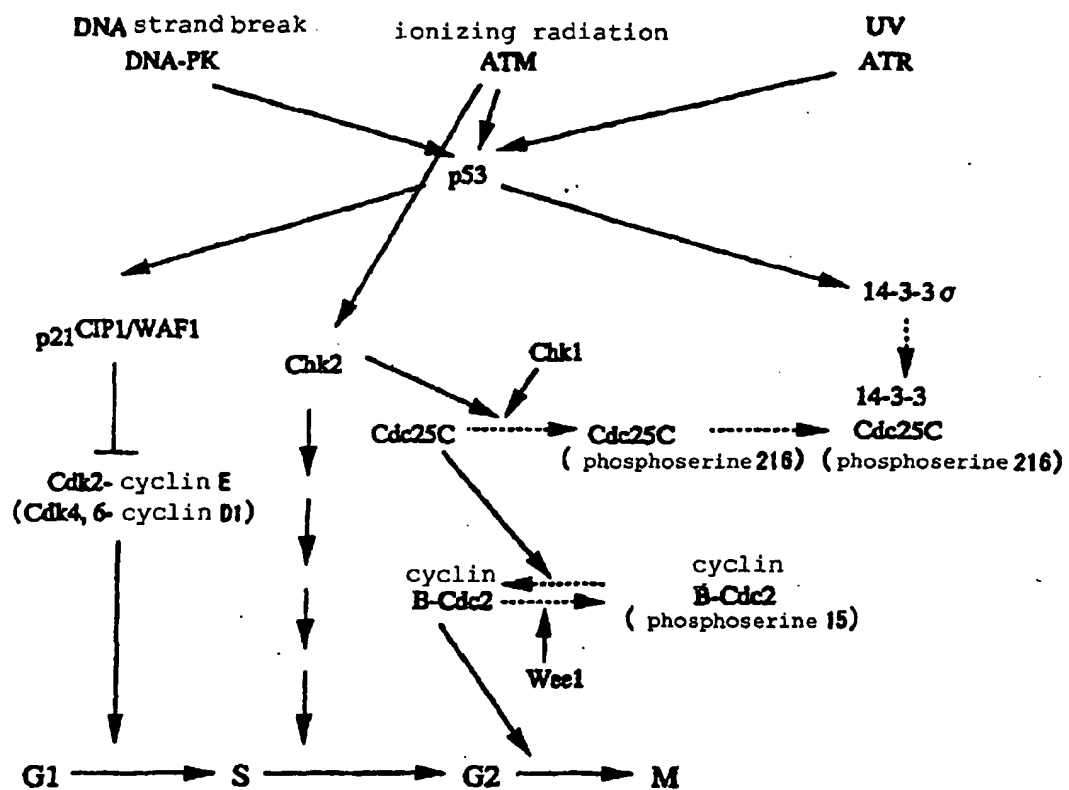 DNA strand break
DNA-PK
ionizing radiation
ATM
UV
ATR
p53
14-3-3σ
p21CIP1/WAF1
Chk2
Chk1
14-3-3
Cdc25C
Cdc25C
(phosphoserine 216)
Cdc25C
(phosphoserine 216)
Cdk2- cyclin E
(Cdk4, 6- cyclin D1)
cyclin
B-Cdc2
cyclin
B-Cdc2
(phosphoserine 15)
Wee1
G1
S
G2
M